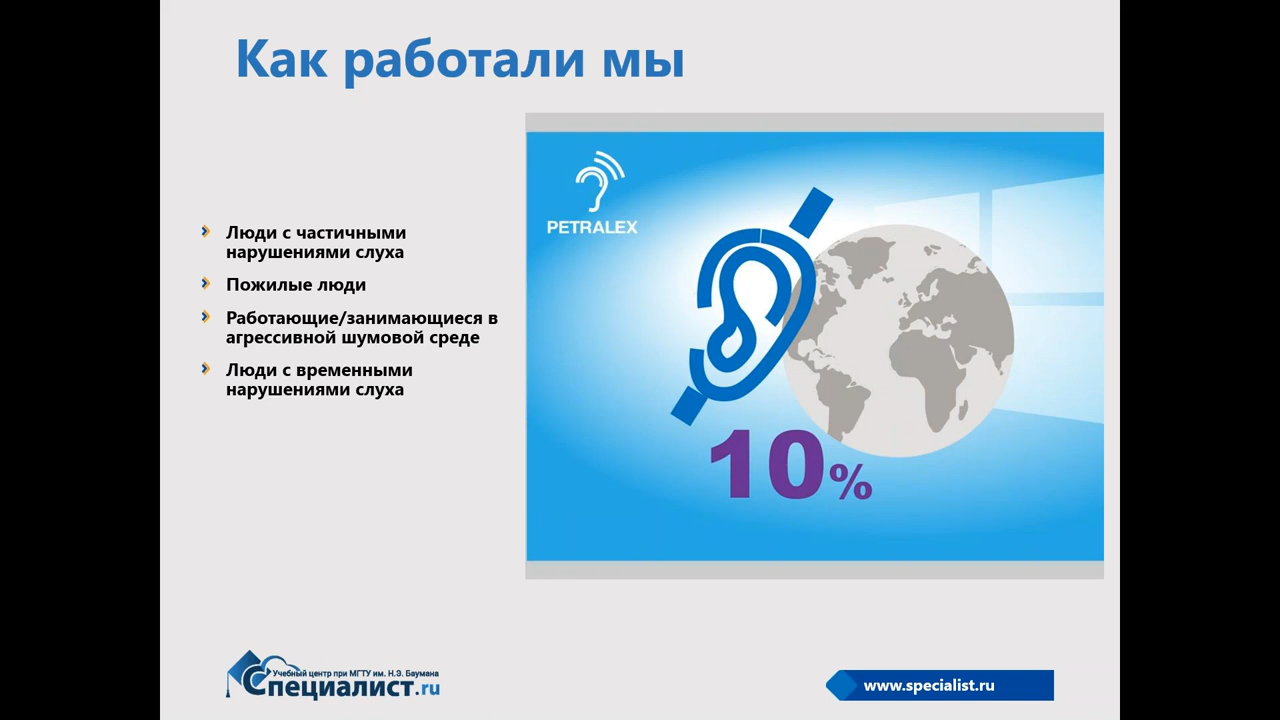 Как работали мы
Люди с частичными
нарушениями слуха
Пожилые люди
Работающие/занимающиеся в
агрессивной шумовой среде
Люди с временными
нарушениями слуха
PETRALEX
10%
Учебный центр при МГТУ им. Н.Э. Баумана
Специалист.ru
www.specialist.ru